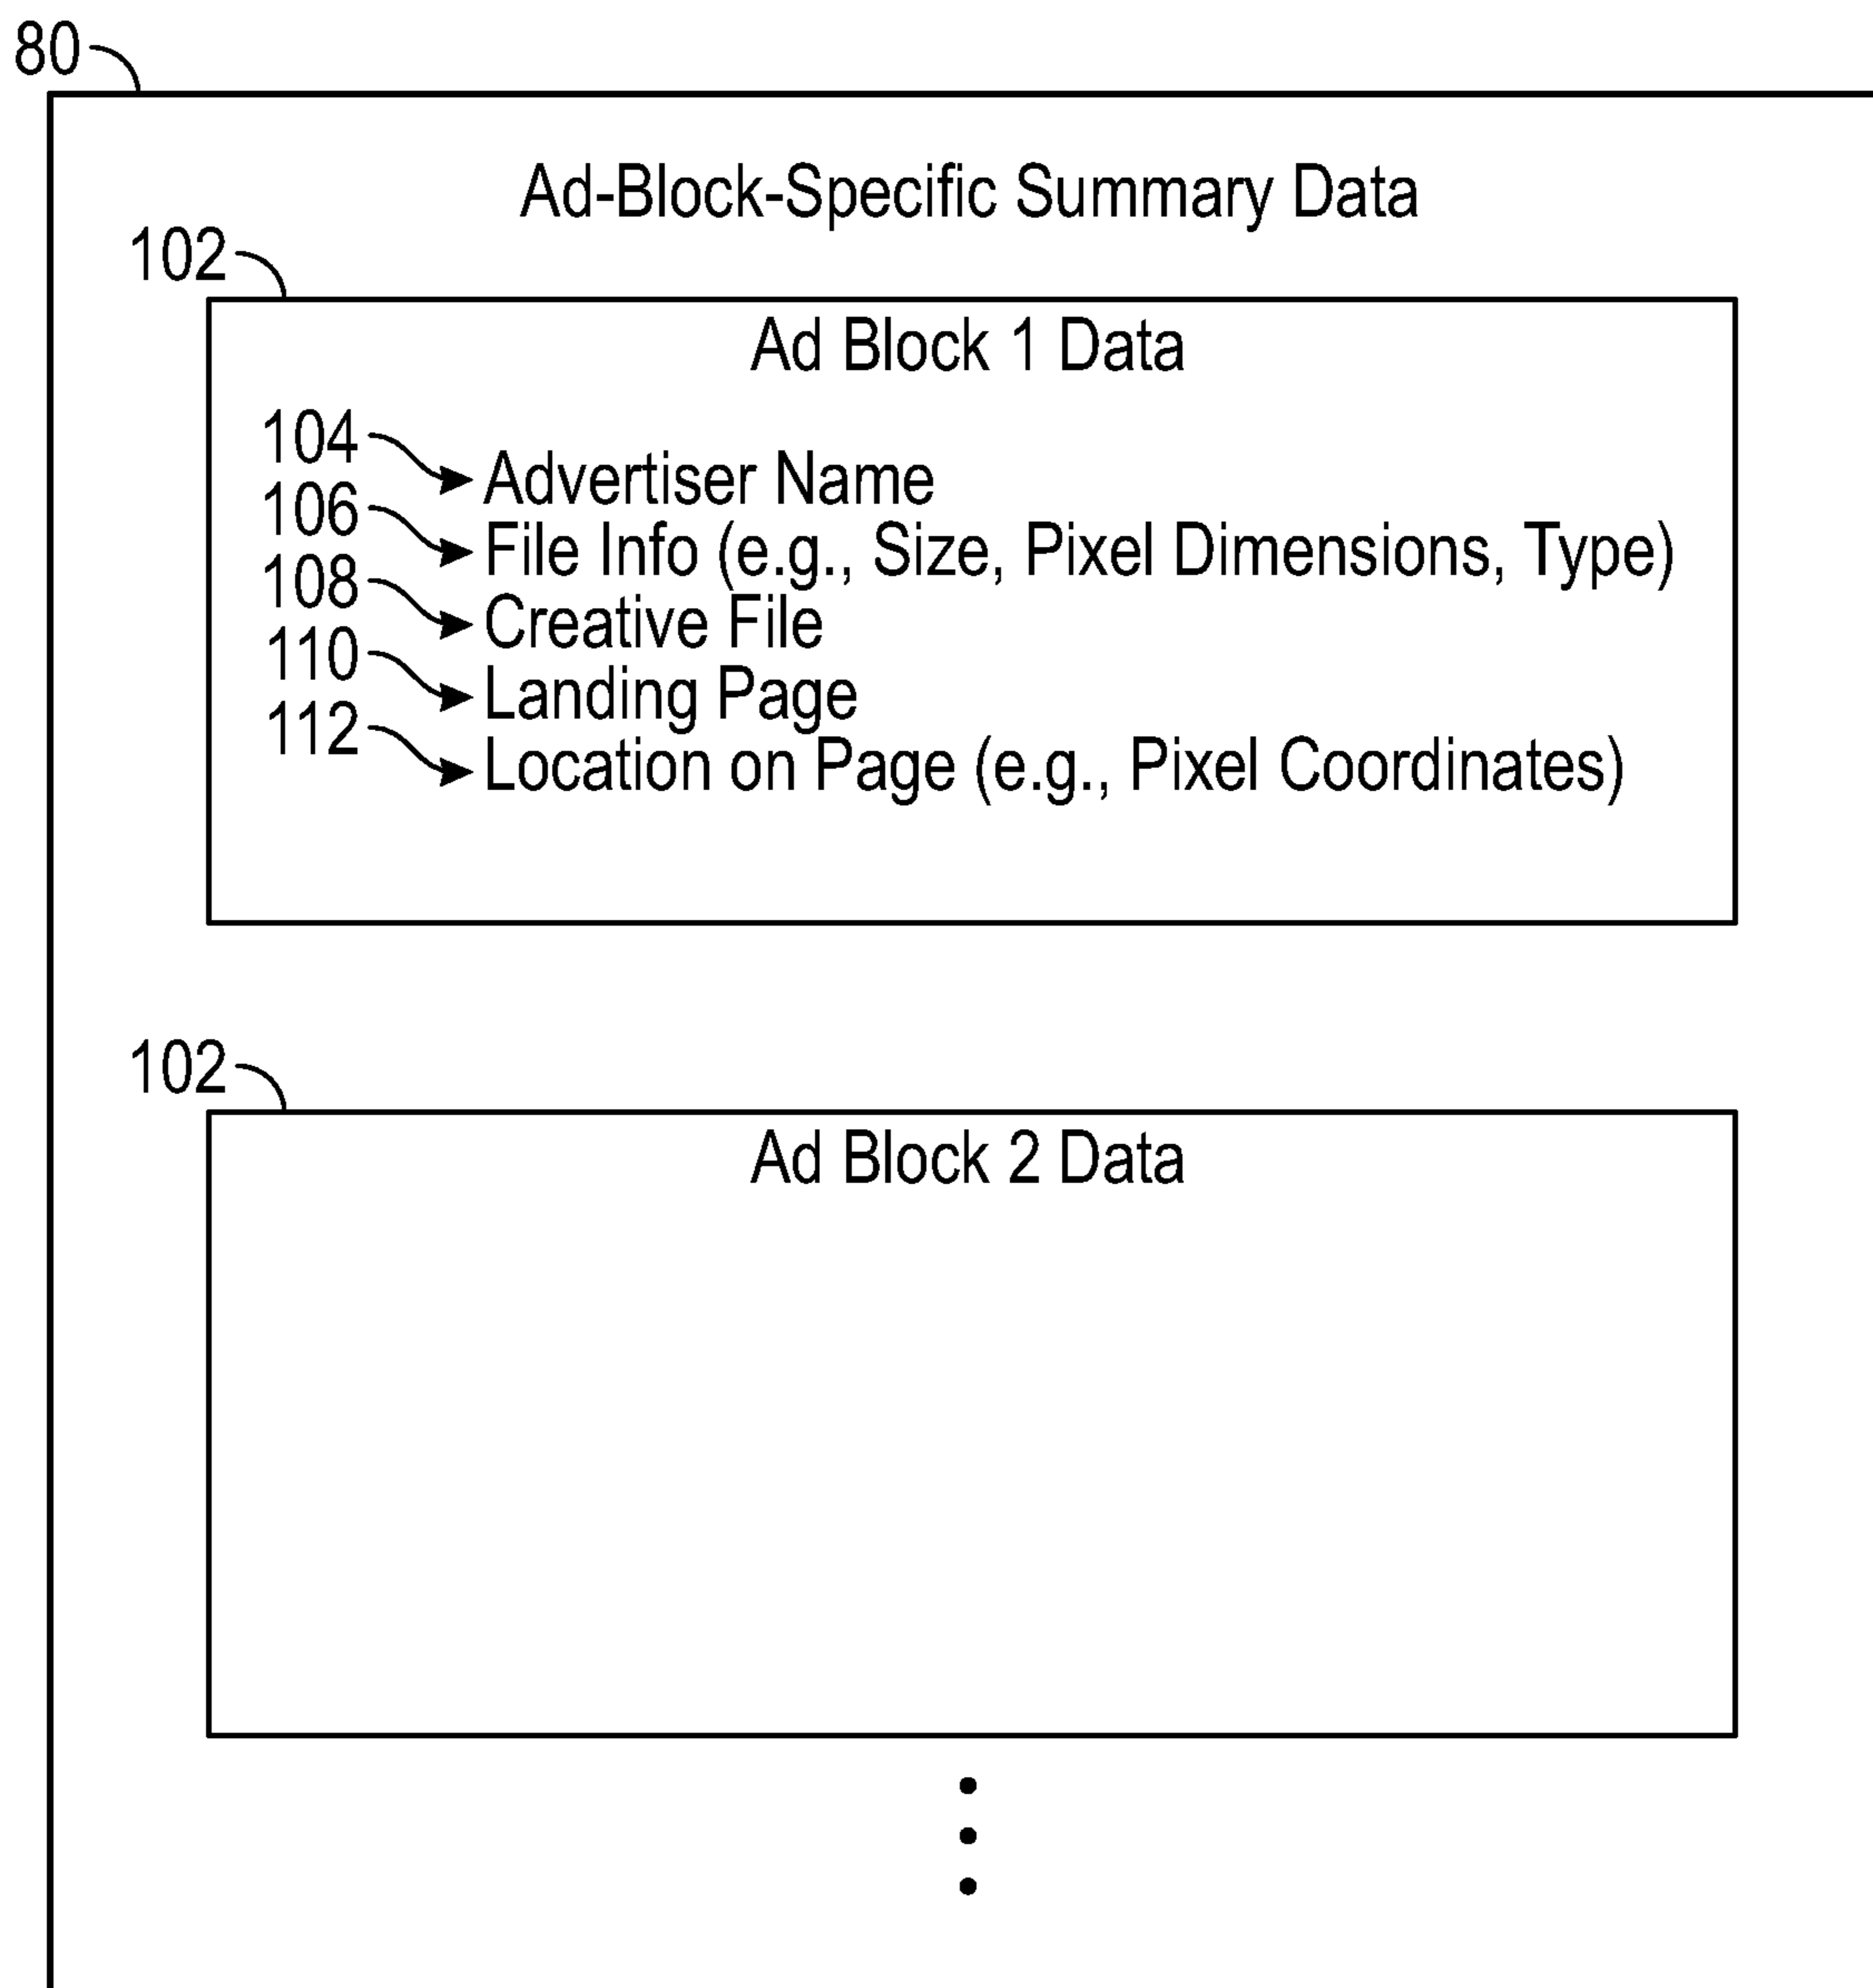 80
Ad-Block-Specific Summary Data
102
Ad Block 1 Data
104
Advertiser Name
106
File Info (e.g., Size, Pixel Dimensions, Type)
108
Creative File
110
Landing Page
112
Location on Page (e.g., Pixel Coordinates)
102
Ad Block 2 Data